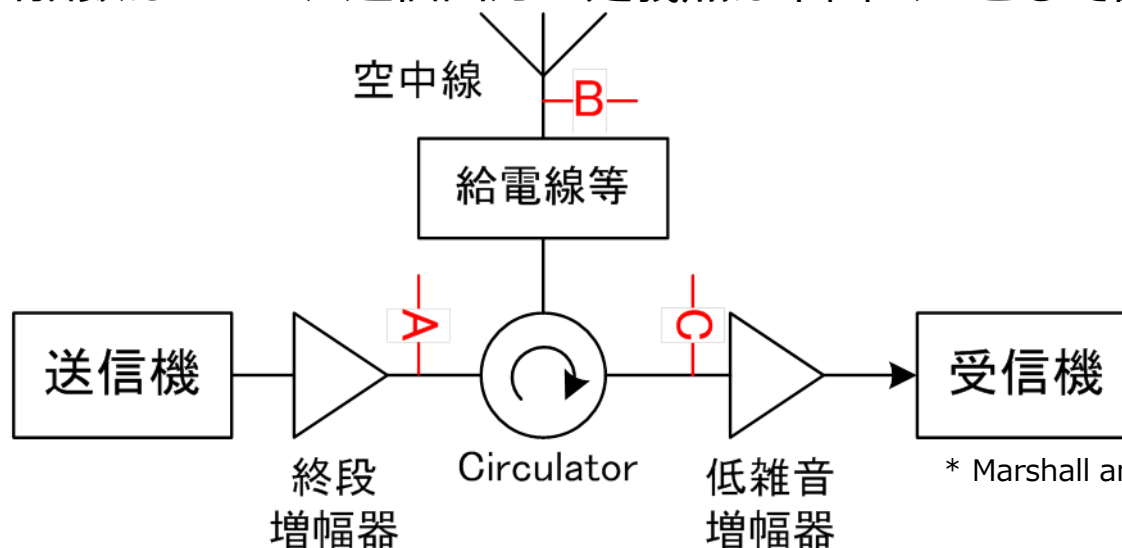 空中線
B
給電線等
A
C
送信機
受信機
終段
増幅器
Circulator
低雑音
増幅器
* Marshall